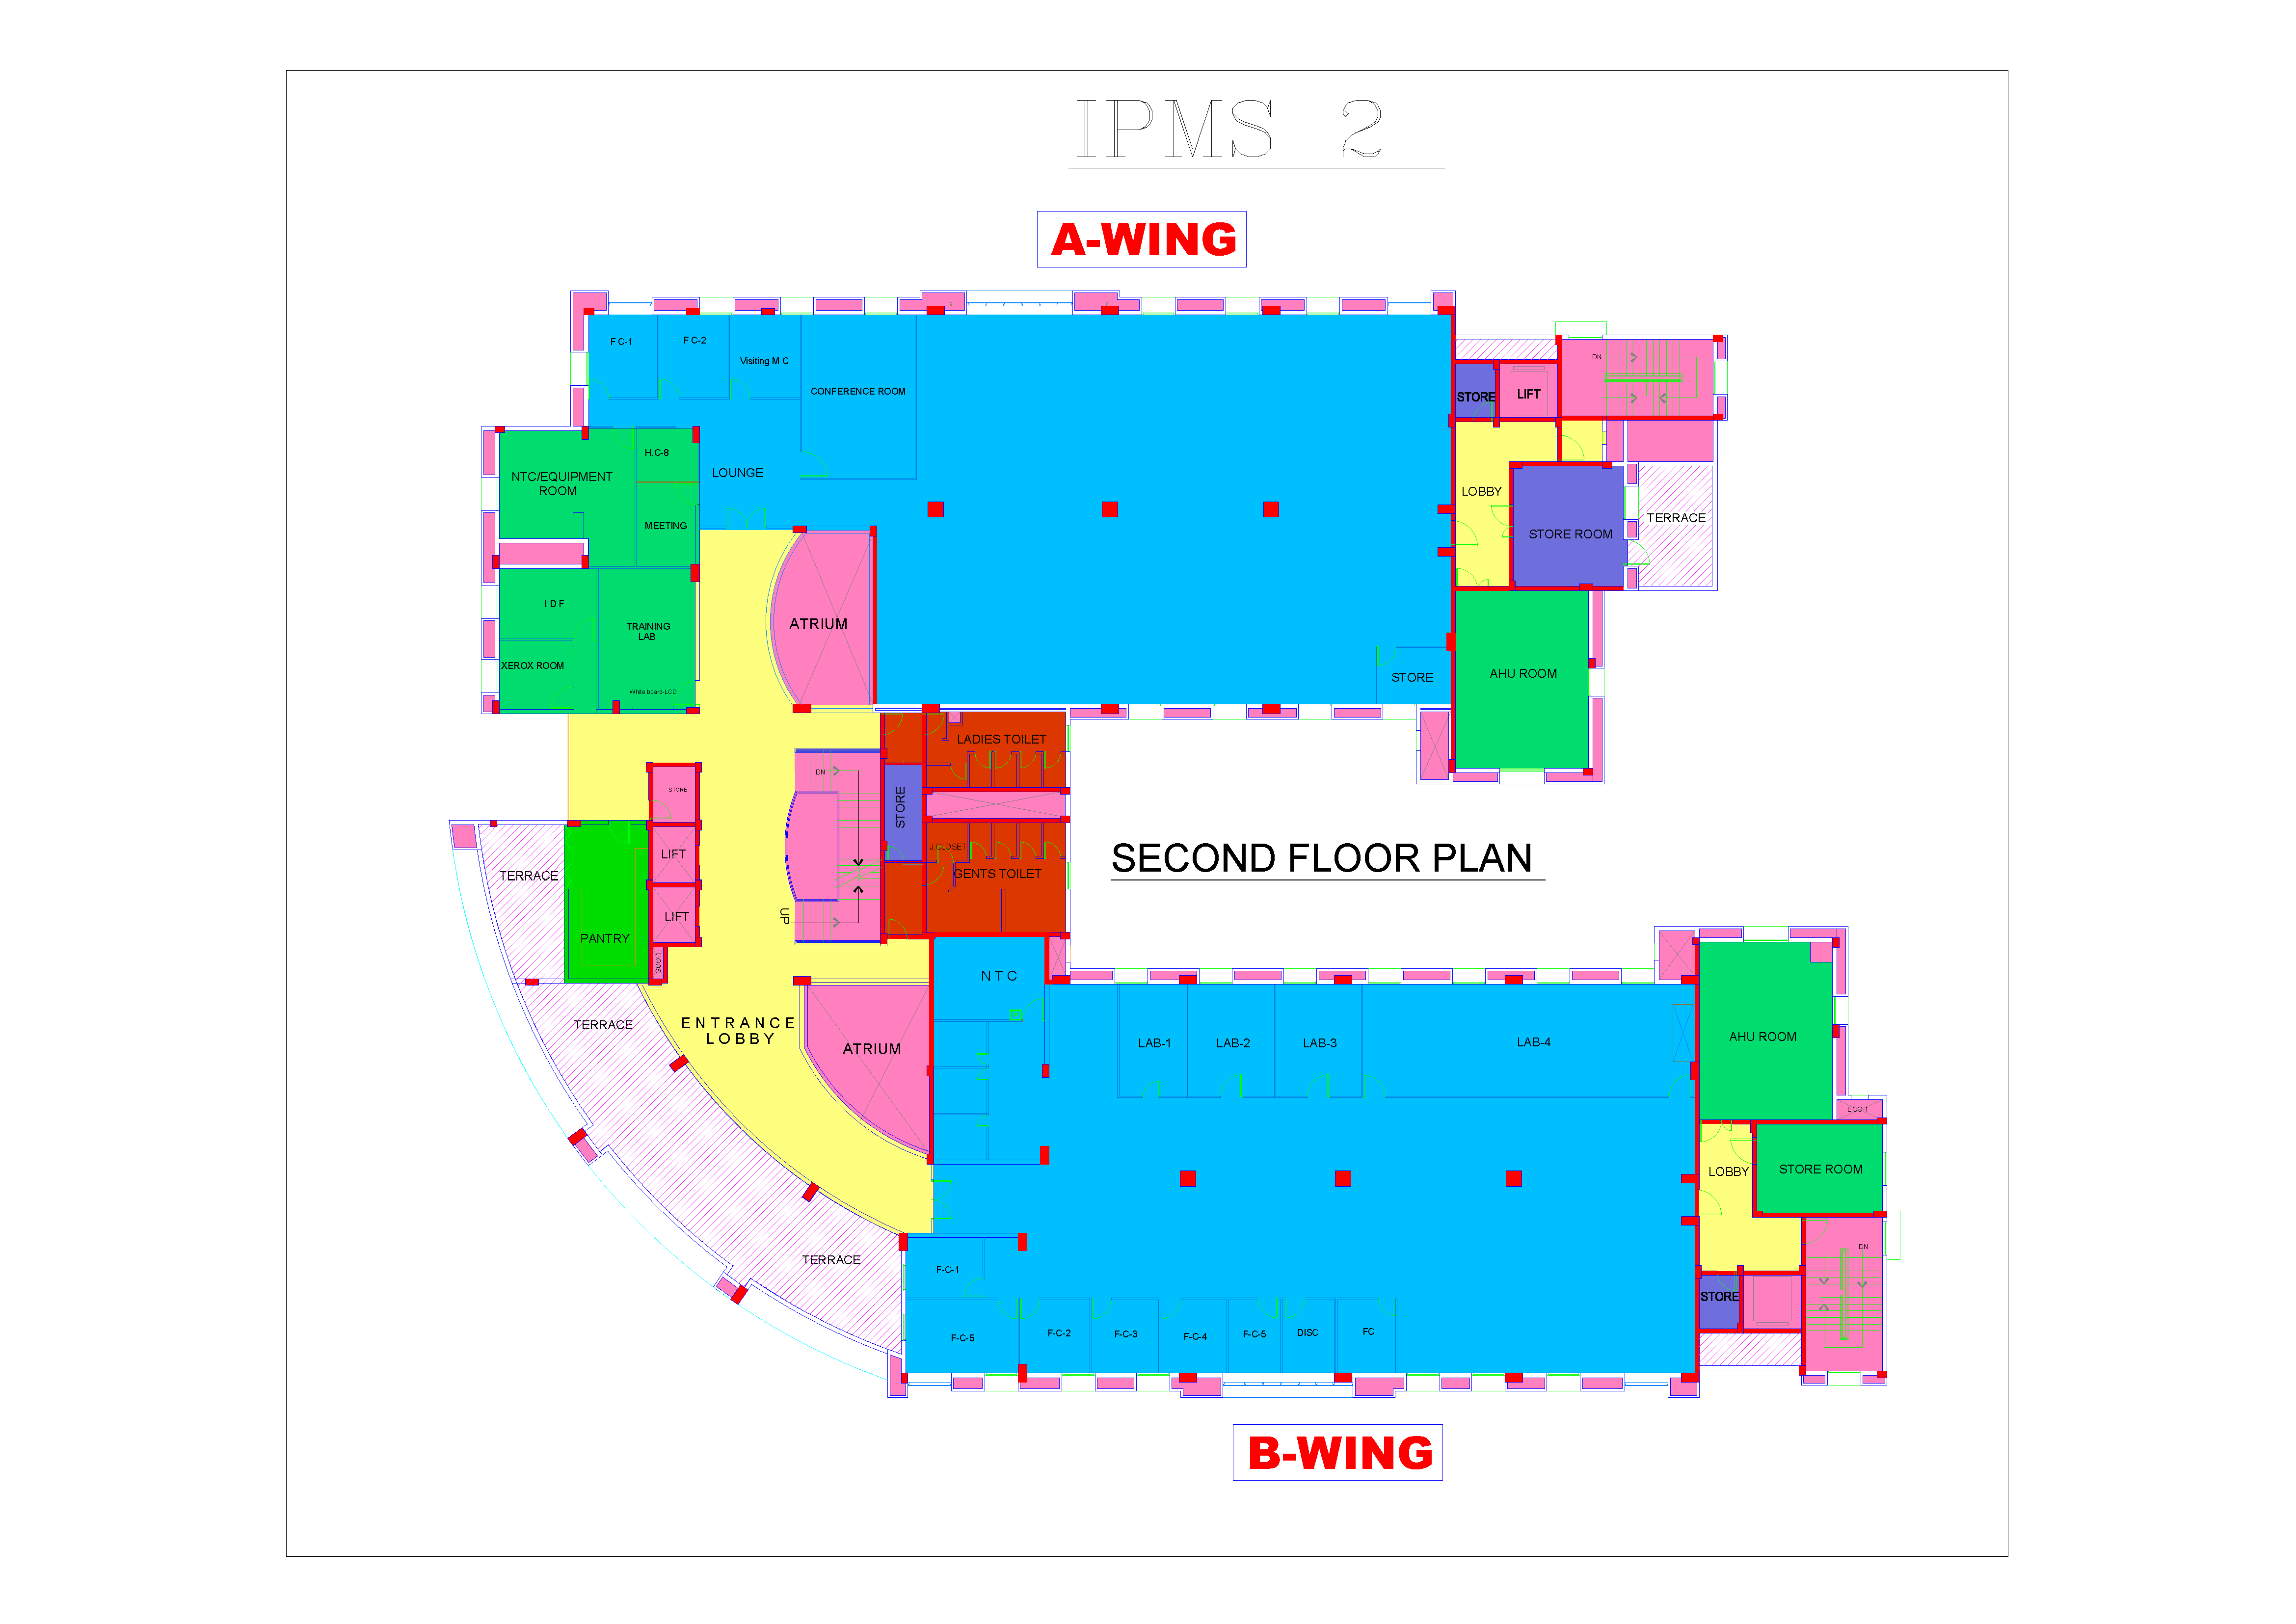 IPMS 2
A-WING
F C-1
F C-2
Visiting M C
CONFERENCE ROOM
DN
STORE
LIFT
H.C-8
NTC/EQUIPMENT
ROOM
LOUNGE
MEETING
LOBBY
STORE ROOM
TERRACE
I D F
TRAINING
LAB
ATRIUM
XEROX ROOM
White board-LCD
STORE
AHU ROOM
LADIES TOILET
DN
STORE
STORE
J.CLOSET
GENTS TOILET
SECOND FLOOR PLAN
LIFT
TERRACE
LIFT
UP
PANTRY
N T C
TERRACE
ENTRANCE
LOBBY
ATRIUM
LAB-1
LAB-2
LAB-3
LAB-4
AHU ROOM
ECO-1
LOBBY
STORE ROOM
TERRACE
DN
F-C-1
STORE
F-C-5
F-C-2
F-C-3
F-C-4
F-C-5
DISC
FC
B-WING